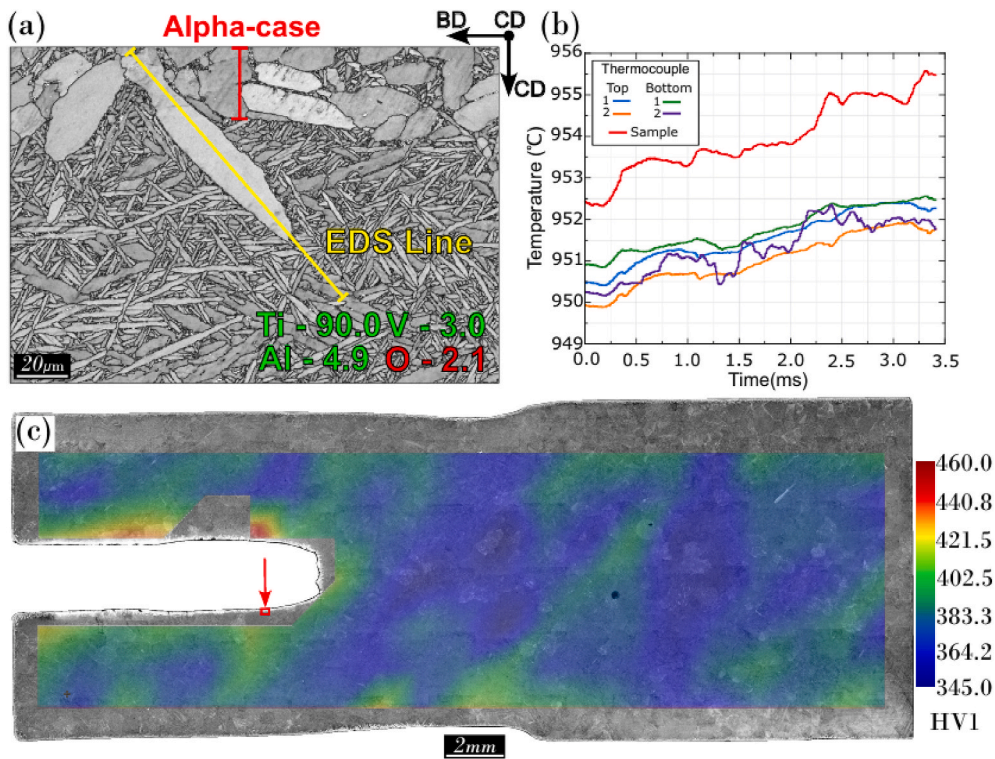 (a)
Alpha-case
BD CD
CD
EDS Line
Ti - 90.0 V - 3.0
Al - 4.9 O - 2.1
20μm
(b)
956
955
954
953
952
951
950
949
Temperature (℃)
Thermocouple
Top Bottom
1 1
2 2
Sample
0.0 0.5 1.0 1.5 2.0 2.5 3.0 3.5
Time(ms)
(c)
460.0
440.8
421.5
402.5
383.3
364.2
345.0
HV1
2mm